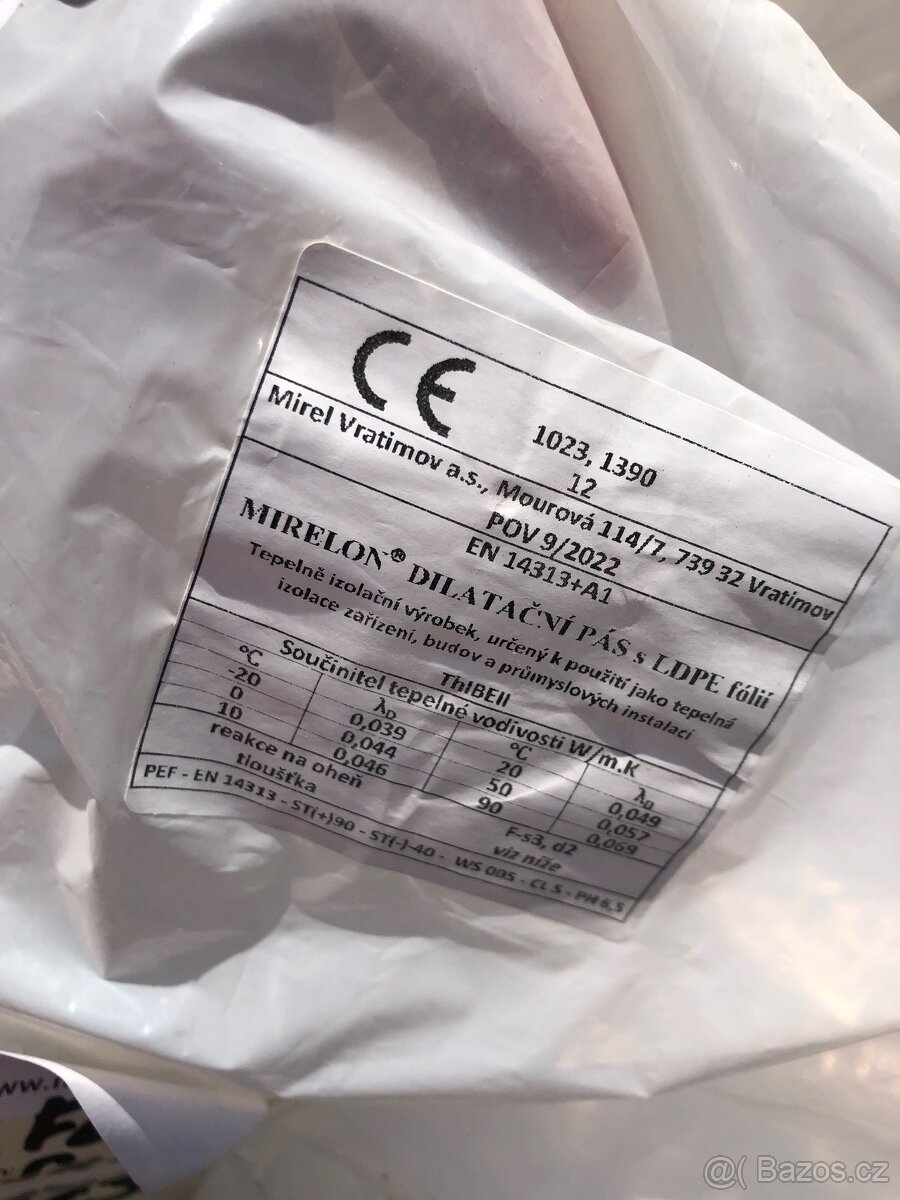 CE
1023, 1390
12
Mirel Vratimov a.s., Mourová 114/7, 739 32 Vratimov
POV 9/2022
EN 14313+A1
MIRELON® DILATAČNÍ PÁS s LDPE fólií
Tepelně izolační výrobek, určený k použití jako tepelná
izolace zařízení, budov a průmyslových instalací
ThIBEII
Součinitel tepelné vodivosti W/m.K
°C λD °C λD
-20 0,039 20 0,049
0 0,044 50 0,057
10 0,046 90 0,069
reakce na oheň F-s3, d2
tloušťka viz níže
PEF - EN 14313 - ST(+)90 - ST(-)-40 - WS 005 - CL 5 - PH 6,5
@( Bazos.cz